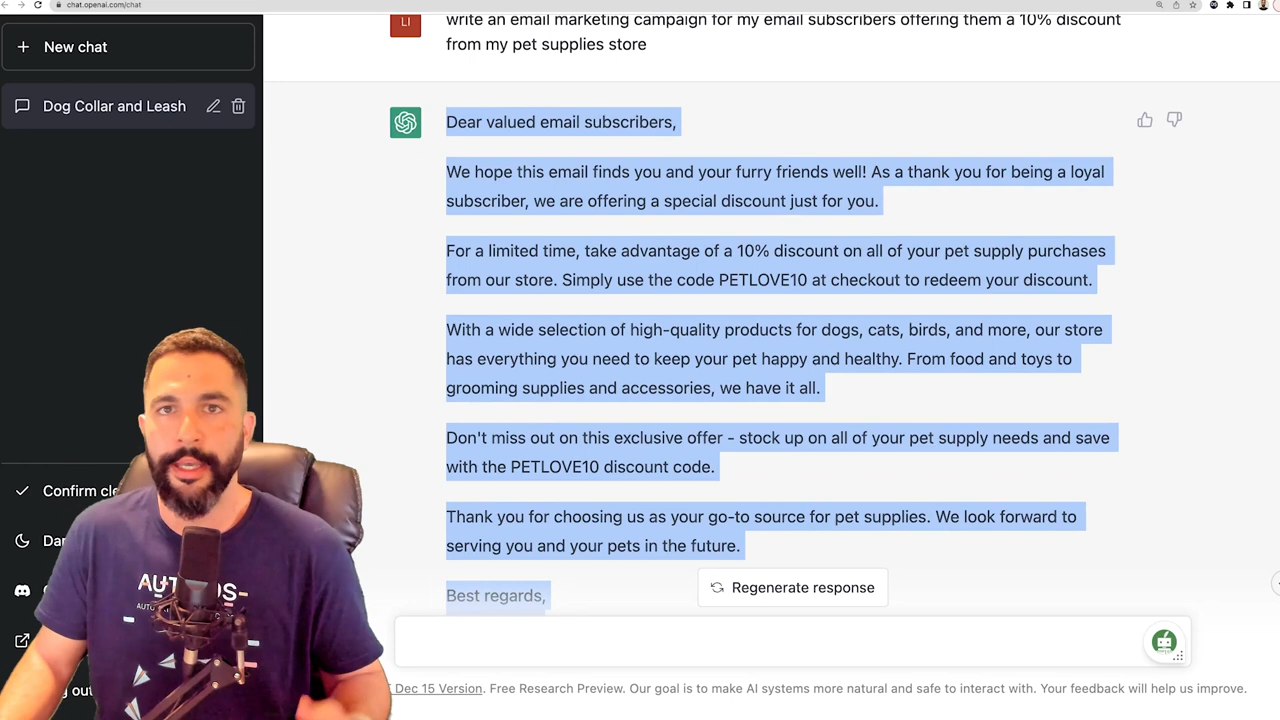 chat.openai.com/chat
LI
write an email marketing campaign for my email subscribers offering them a 10% discount
from my pet supplies store
+ New chat
Dog Collar and Leash
Dear valued email subscribers,
We hope this email finds you and your furry friends well! As a thank you for being a loyal
subscriber, we are offering a special discount just for you.
For a limited time, take advantage of a 10% discount on all of your pet supply purchases
from our store. Simply use the code PETLOVE10 at checkout to redeem your discount.
With a wide selection of high-quality products for dogs, cats, birds, and more, our store
has everything you need to keep your pet happy and healthy. From food and toys to
grooming supplies and accessories, we have it all.
Don't miss out on this exclusive offer - stock up on all of your pet supply needs and save
with the PETLOVE10 discount code.
Thank you for choosing us as your go-to source for pet supplies. We look forward to
serving you and your pets in the future.
Best regards,
Regenerate response
Confirm cle
Dar
out
Dec 15 Version. Free Research Preview. Our goal is to make AI systems more natural and safe to interact with. Your feedback will help us improve.